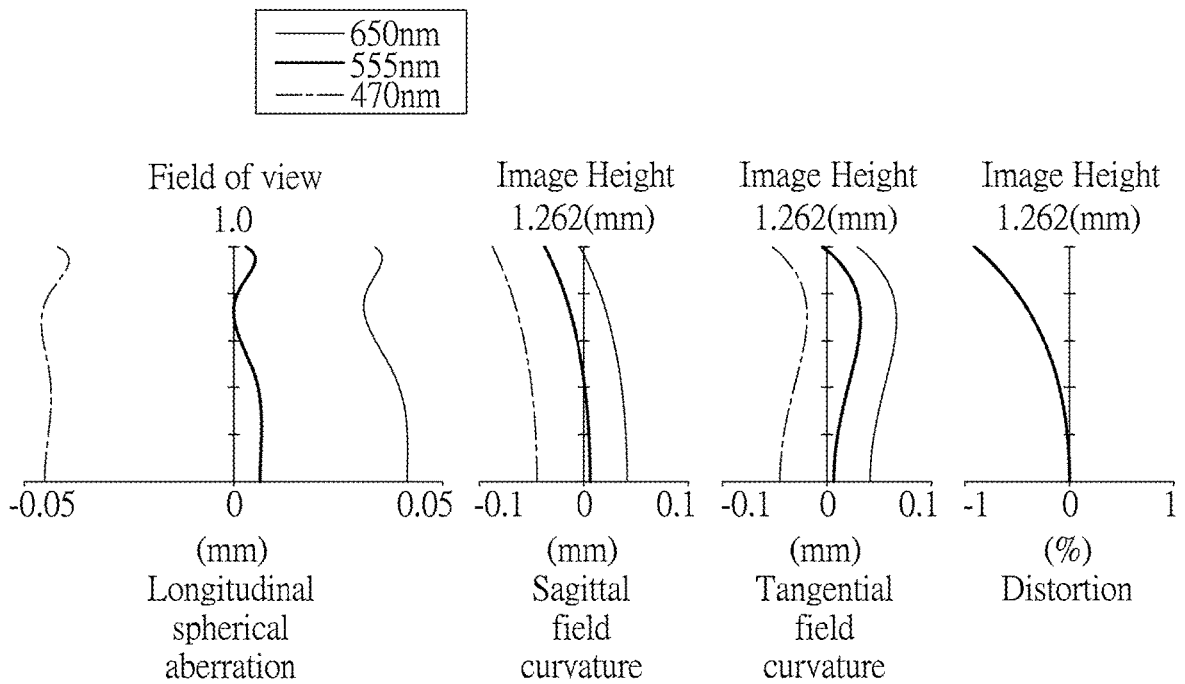 650nm
555nm
470nm
Field of view
1.0
Image Height
1.262(mm)
Image Height
1.262(mm)
Image Height
1.262(mm)
-0.05
0
0.05
-0.1
0
0.1
-0.1
0
0.1
-1
0
1
(mm)
Longitudinal
spherical
aberration
(mm)
Sagittal
field
curvature
(mm)
Tangential
field
curvature
(%)
Distortion